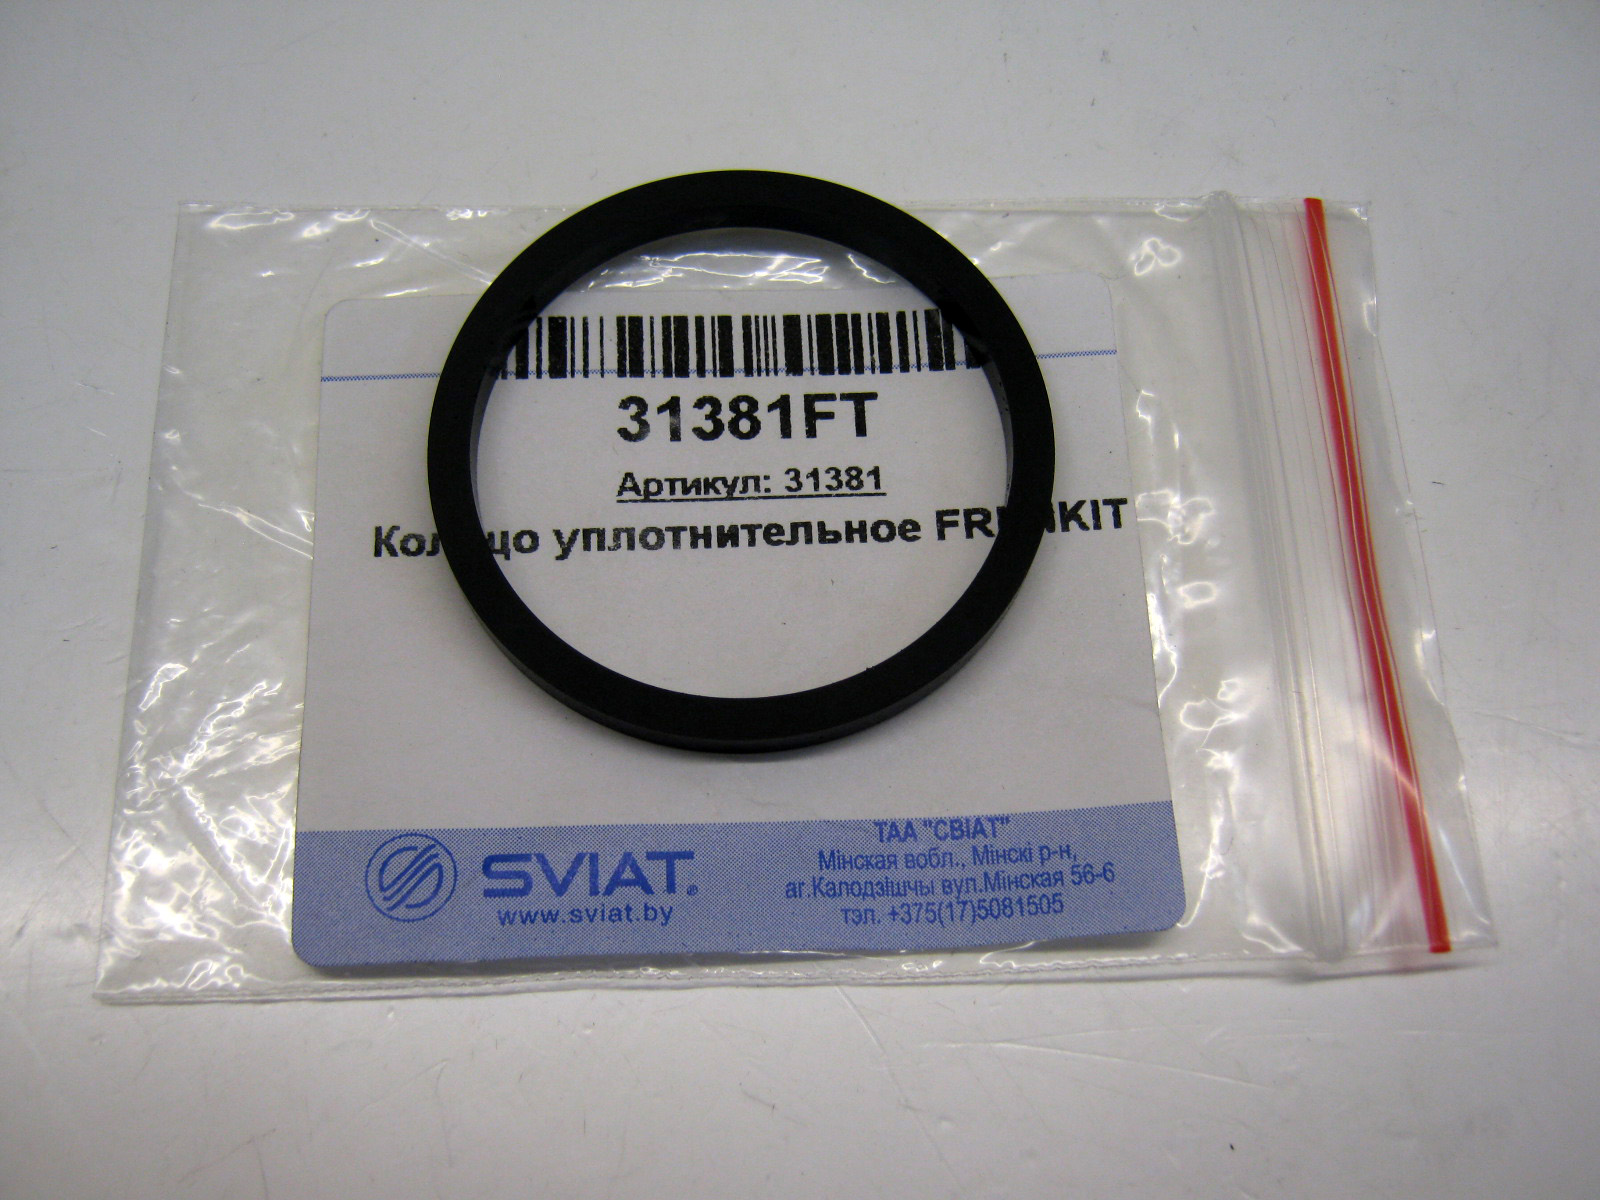 31381FT
Артикул: 31381
уплотнительное
SVIAT
www.sviat.by
ТАА "СВІАТ"
Мінская вобл., Мінскі р-н,
аг.Калодзішчы вул.Мінская 56-6
тэл. +375(17)5081505